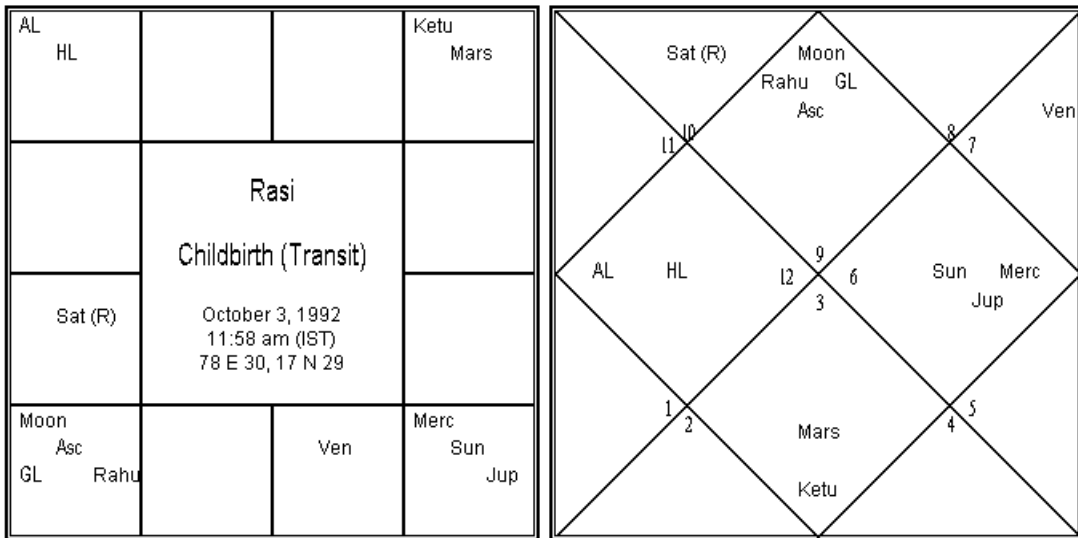 AL
HL
Ketu
Mars
Rasi
Childbirth (Transit)
October 3, 1992
11:58 am (IST)
78 E 30, 17 N 29
Sat (R)
Moon
Asc
GL Rahu
Ven
Merc
Sun
Jup
Sat (R) Moon
Rahu GL
Asc
Ven
10 8
11 7
9
AL HL 12 6 Sun Merc
Jup
3
1 5
2 4
Mars
Ketu